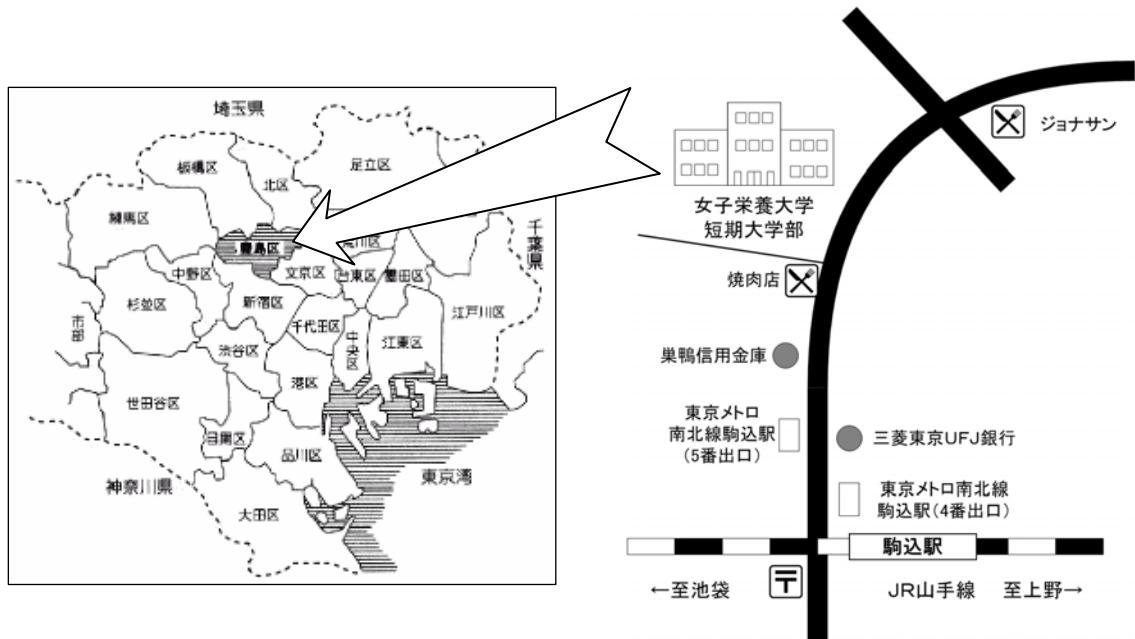 埼玉県
板橋区
北区
足立区
練馬区
豊島区
荒川区
千葉県
中野区
文京区
台東区
墨田区
杉並区
新宿区
江戸川区
市部
千代田区
中央区
江東区
渋谷区
港区
世田谷区
目黒区
品川区
東京湾
神奈川県
大田区
ジョナサン
女子栄養大学
短期大学部
焼肉店
巣鴨信用金庫
東京メトロ
南北線駒込駅
(5番出口)
三菱東京UFJ銀行
東京メトロ南北線
駒込駅(4番出口)
駒込駅
←至池袋
〒
JR山手線 至上野→